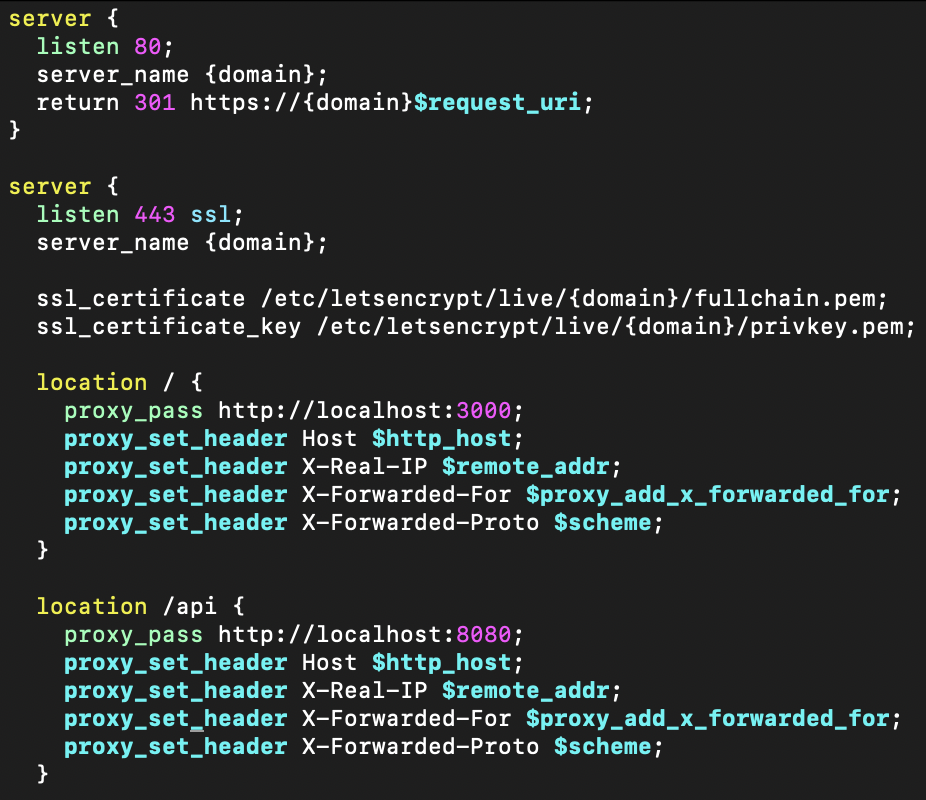 server {
  listen 80;
  server_name {domain};
  return 301 https://{domain}$request_uri;
}

server {
  listen 443 ssl;
  server_name {domain};

  ssl_certificate /etc/letsencrypt/live/{domain}/fullchain.pem;
  ssl_certificate_key /etc/letsencrypt/live/{domain}/privkey.pem;

  location / {
    proxy_pass http://localhost:3000;
    proxy_set_header Host $http_host;
    proxy_set_header X-Real-IP $remote_addr;
    proxy_set_header X-Forwarded-For $proxy_add_x_forwarded_for;
    proxy_set_header X-Forwarded-Proto $scheme;
  }

  location /api {
    proxy_pass http://localhost:8080;
    proxy_set_header Host $http_host;
    proxy_set_header X-Real-IP $remote_addr;
    proxy_set_header X-Forwarded-For $proxy_add_x_forwarded_for;
    proxy_set_header X-Forwarded-Proto $scheme;
  }